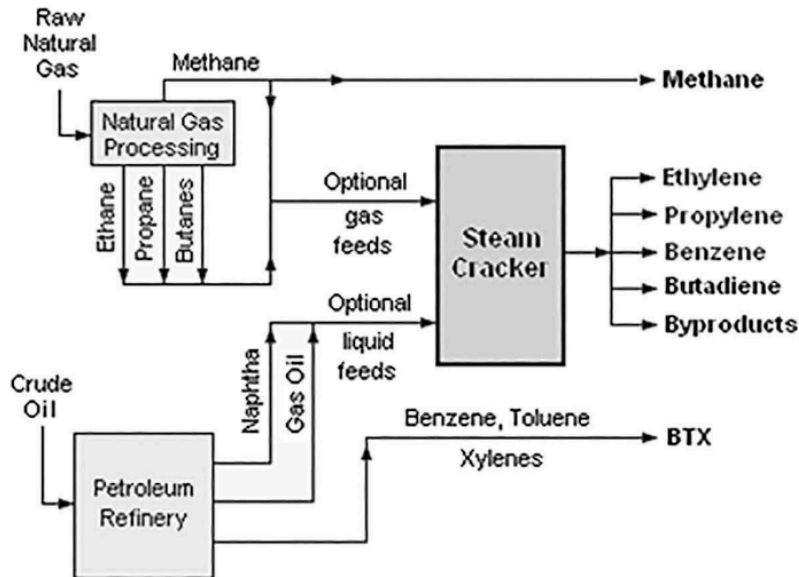 Raw
Natural
Gas
Methane
Methane
Natural Gas
Processing
Ethane
Propane
Butanes
Optional
gas
feeds
Steam
Cracker
Ethylene
Propylene
Benzene
Butadiene
Byproducts
Optional
liquid
feeds
Naphtha
Gas Oil
Crude
Oil
Petroleum
Refinery
Benzene, Toluene
Xylenes
BTX